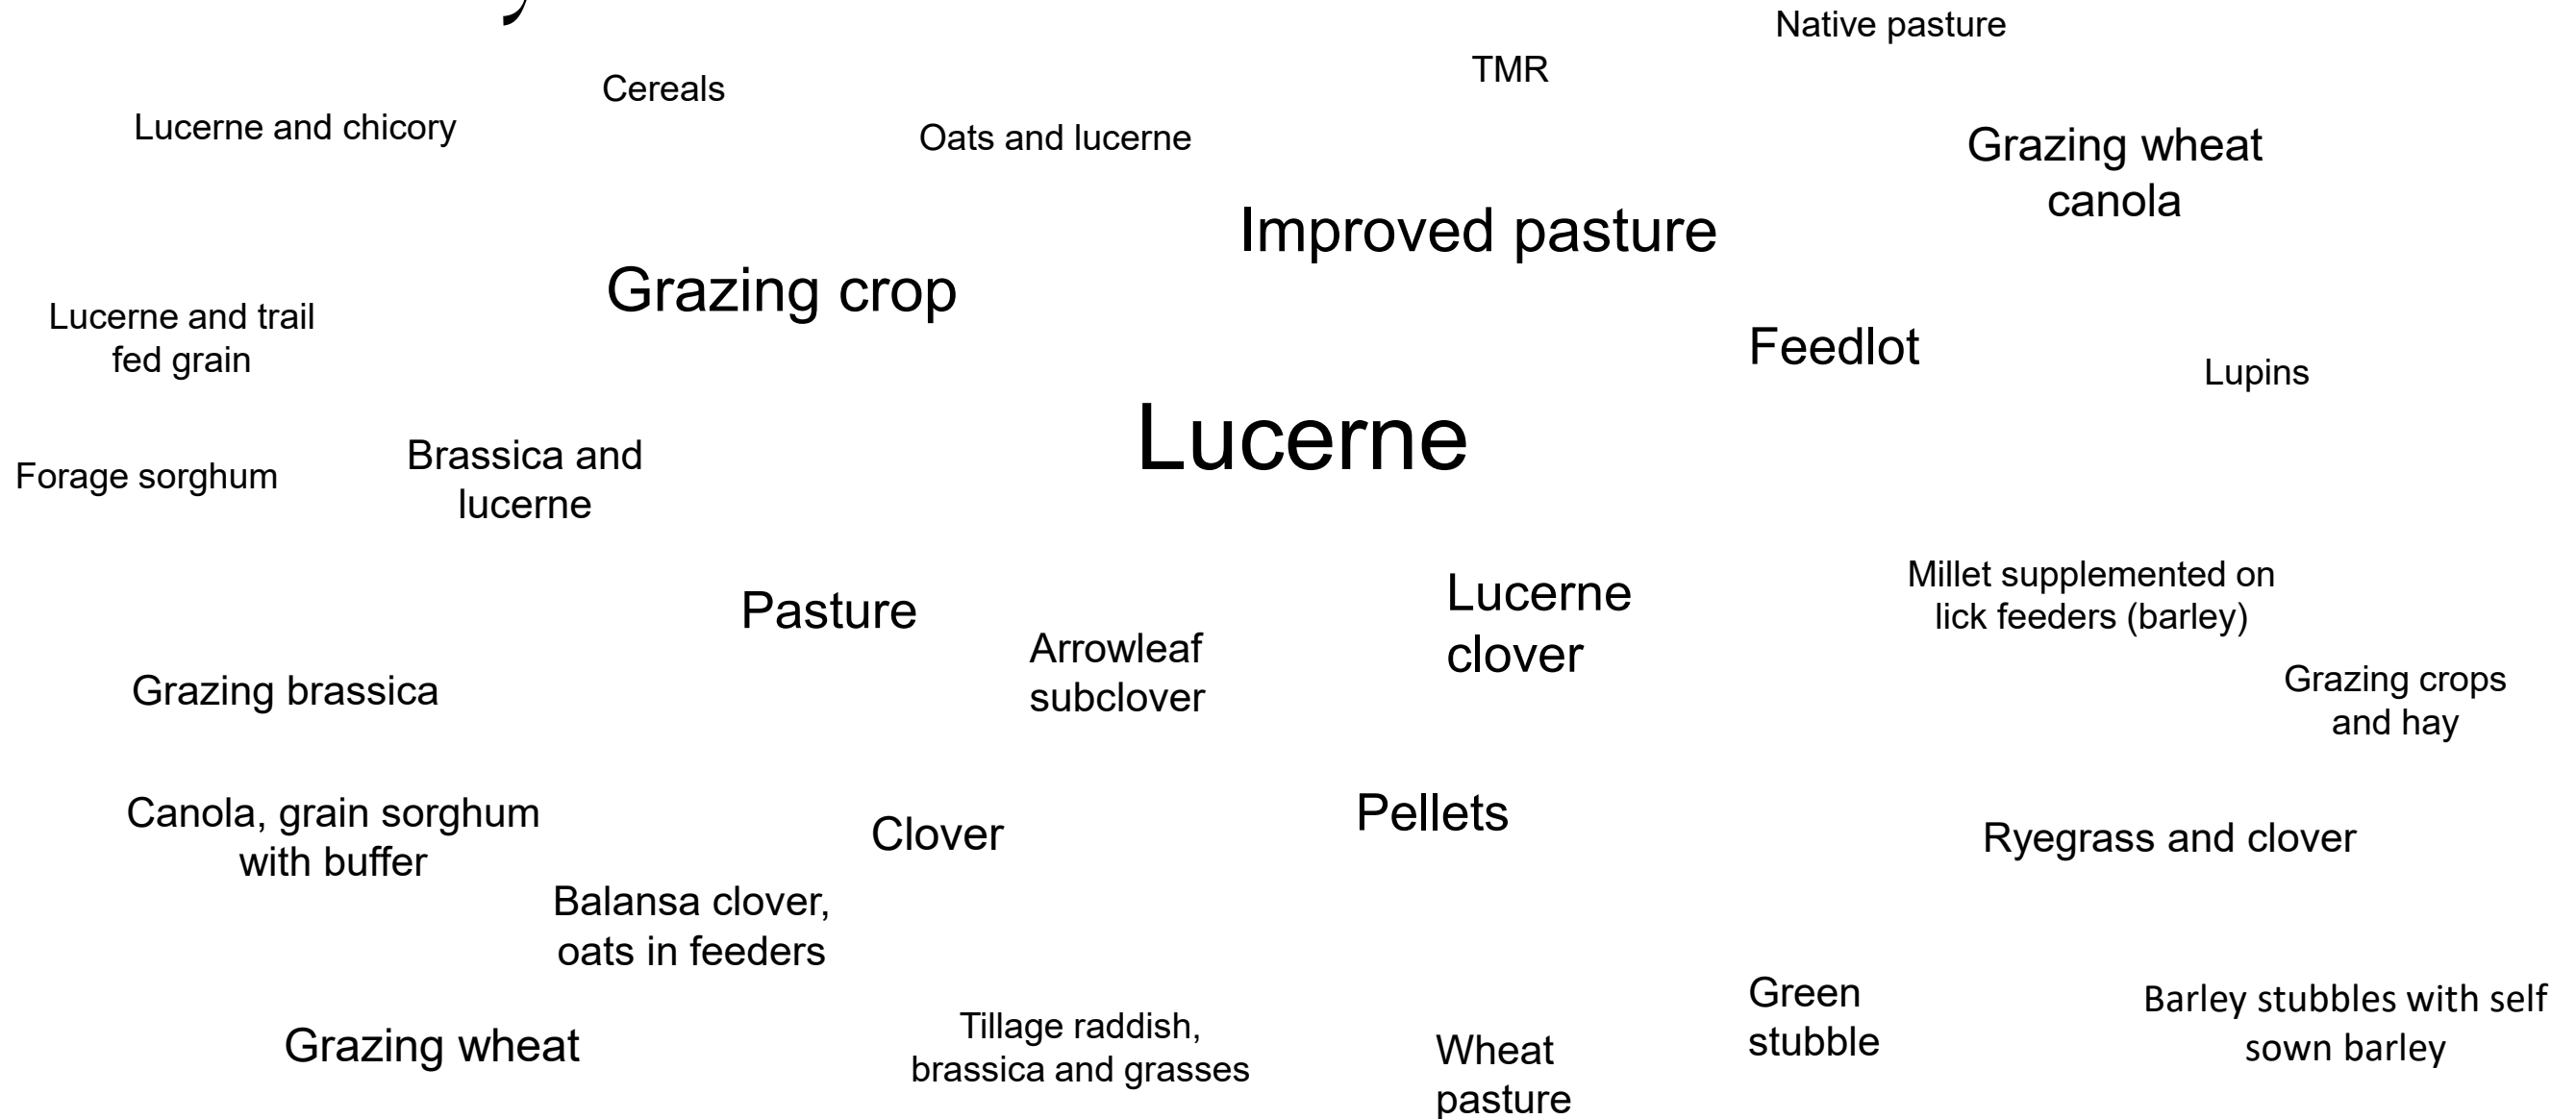 Native pasture
TMR
Cereals
Lucerne and chicory
Oats and lucerne
Grazing wheat
canola
Improved pasture
Grazing crop
Lucerne and trail
fed grain
Feedlot
Lupins
Lucerne
Forage sorghum
Brassica and
lucerne
Pasture
Arrowleaf
subclover
Lucerne
clover
Millet supplemented on
lick feeders (barley)
Grazing brassica
Grazing crops
and hay
Canola, grain sorghum
with buffer
Clover
Pellets
Ryegrass and clover
Balansa clover,
oats in feeders
Grazing wheat
Tillage raddish,
brassica and grasses
Wheat
pasture
Green
stubble
Barley stubbles with self
sown barley